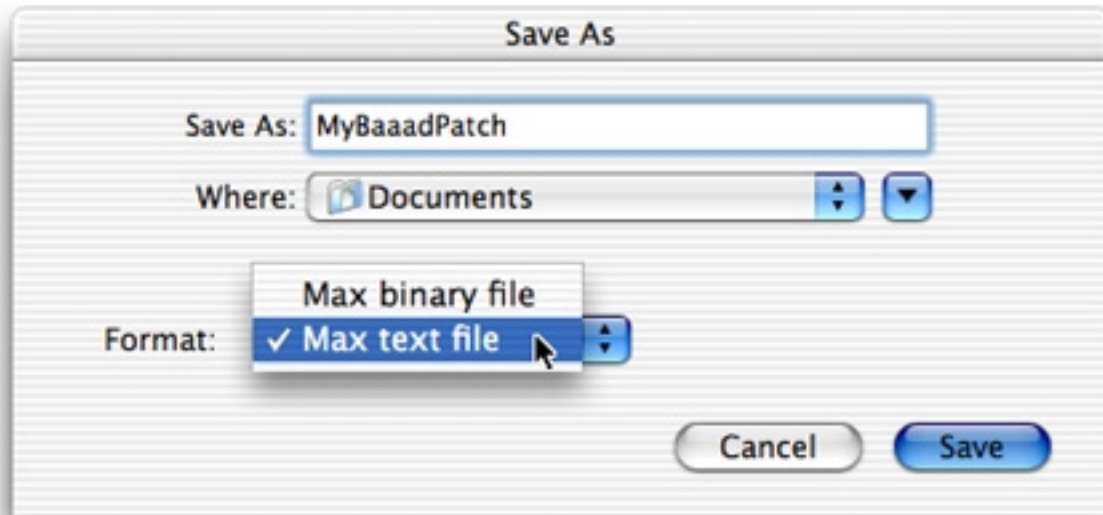 Save As
Save As: MyBaaadPatch
Where: Documents
Max binary file
Format: ✓ Max text file
Cancel Save